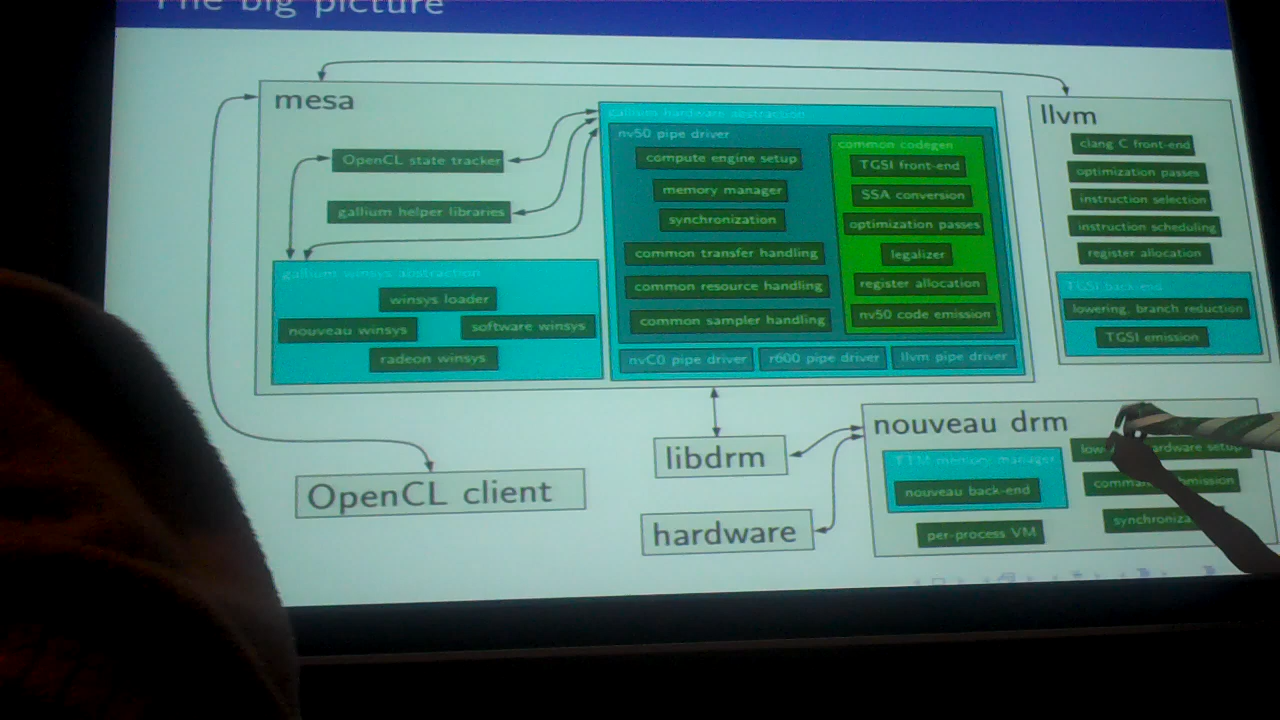 The big picture
mesa
OpenCL state tracker
gallium helper libraries
gallium winsys abstraction
winsys loader
nouveau winsys
software winsys
radeon winsys
gallium hardware abstraction
nv50 pipe driver
compute engine setup
memory manager
synchronization
common transfer handling
common resource handling
common sampler handling
common codegen
TGSI front-end
SSA conversion
optimization passes
legalizer
register allocation
nv50 code emission
nvC0 pipe driver
r600 pipe driver
llvm pipe driver
llvm
clang C front-end
optimization passes
instruction selection
instruction scheduling
register allocation
TGSI back-end
lowering, branch reduction
TGSI emission
OpenCL client
libdrm
hardware
nouveau drm
TTM memory manager
nouveau back-end
per-process VM
setup